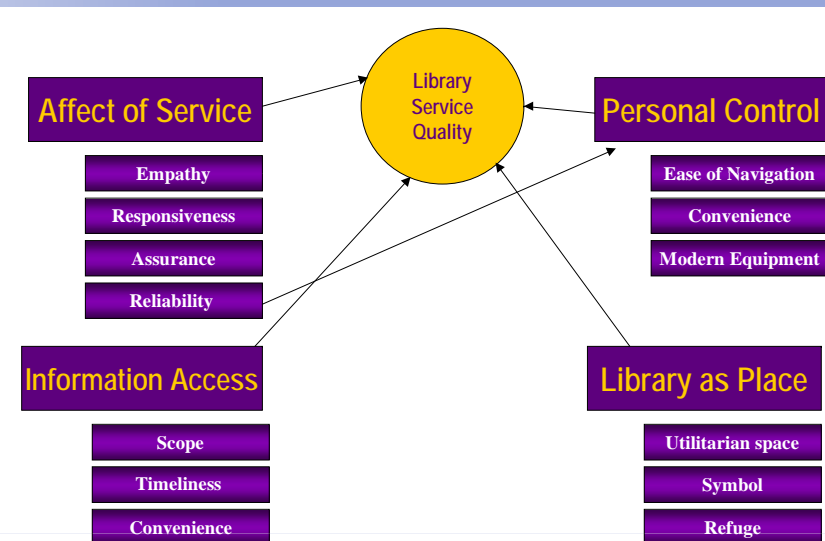 Library
Service
Quality
Affect of Service
Empathy
Responsiveness
Assurance
Reliability
Personal Control
Ease of Navigation
Convenience
Modern Equipment
Information Access
Scope
Timeliness
Convenience
Library as Place
Utilitarian space
Symbol
Refuge